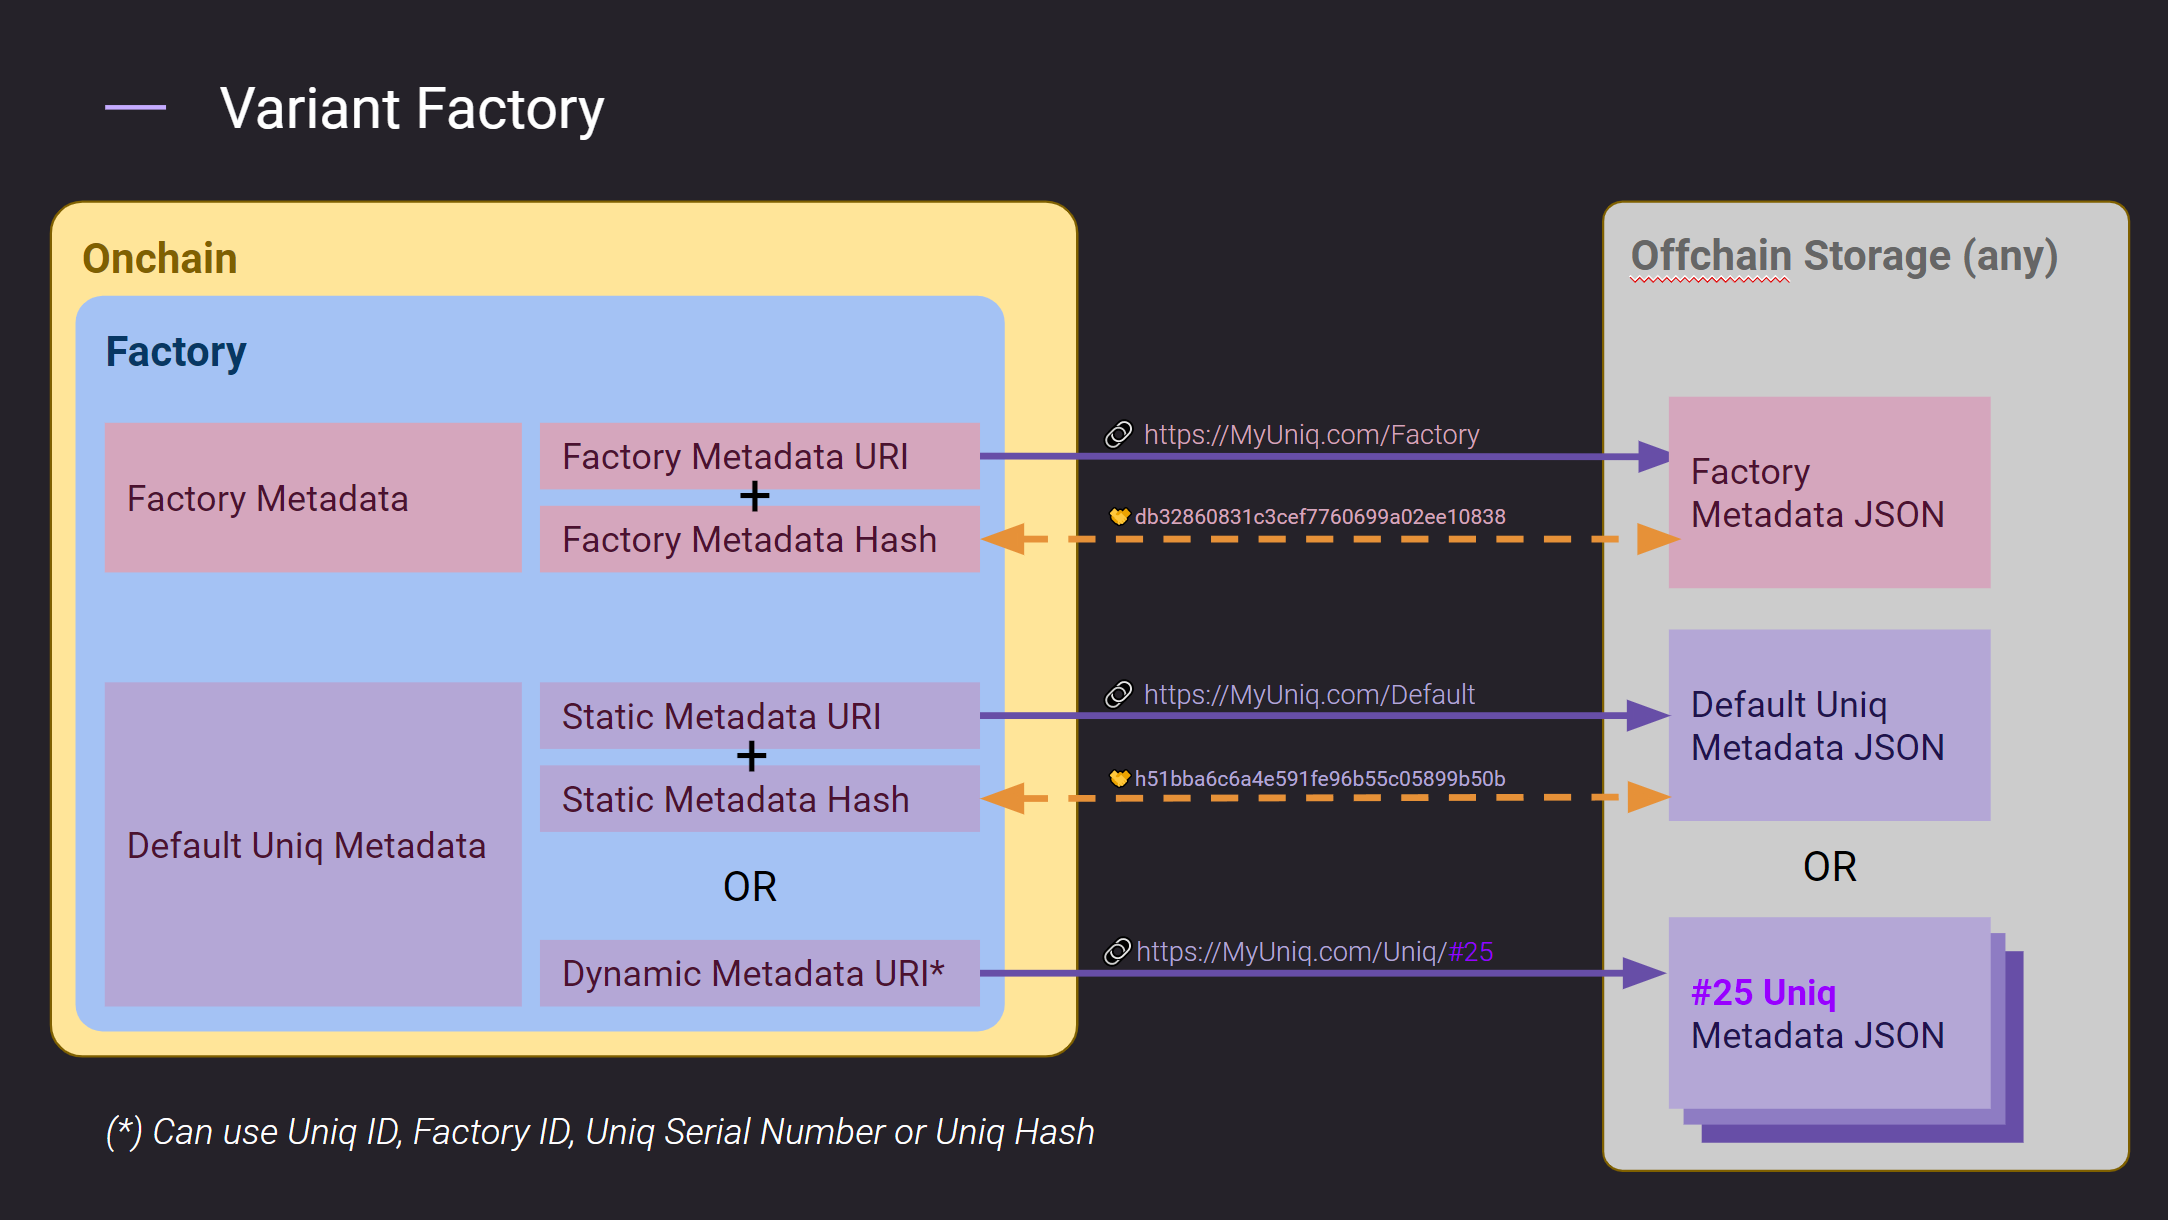 Variant Factory
Onchain
Factory
Factory Metadata
Factory Metadata URI
+
Factory Metadata Hash
Default Uniq Metadata
Static Metadata URI
+
Static Metadata Hash
OR
Dynamic Metadata URI*
https://MyUniq.com/Factory
db32860831c3cef7760699a02ee10838
https://MyUniq.com/Default
h51bba6c6a4e591fe96b55c05899b50b
https://MyUniq.com/Uniq/#25
Offchain Storage (any)
Factory
Metadata JSON
Default Uniq
Metadata JSON
OR
#25 Uniq
Metadata JSON
(*) Can use Uniq ID, Factory ID, Uniq Serial Number or Uniq Hash